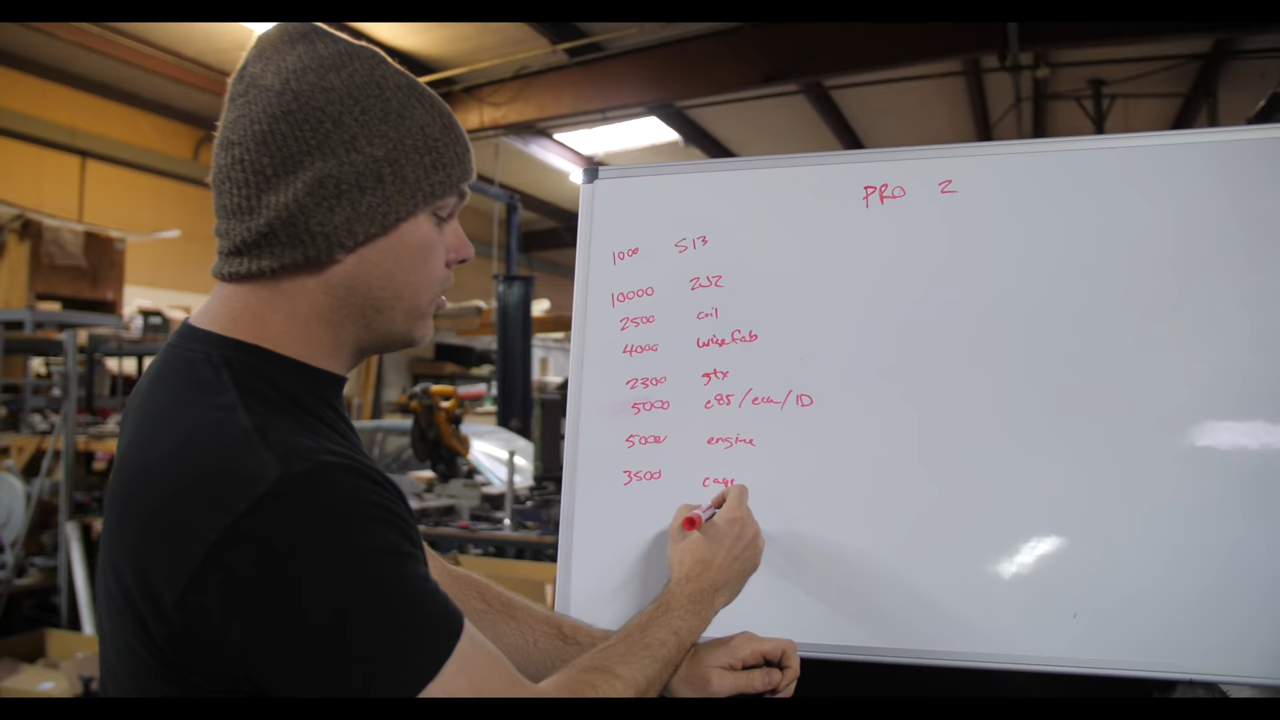 PRO 2
1000 S13
10000 2JZ
2500 coil
4000 wisefab
2300 gtx
5000 e85/ecu/ID
5000 engine
3500 cage